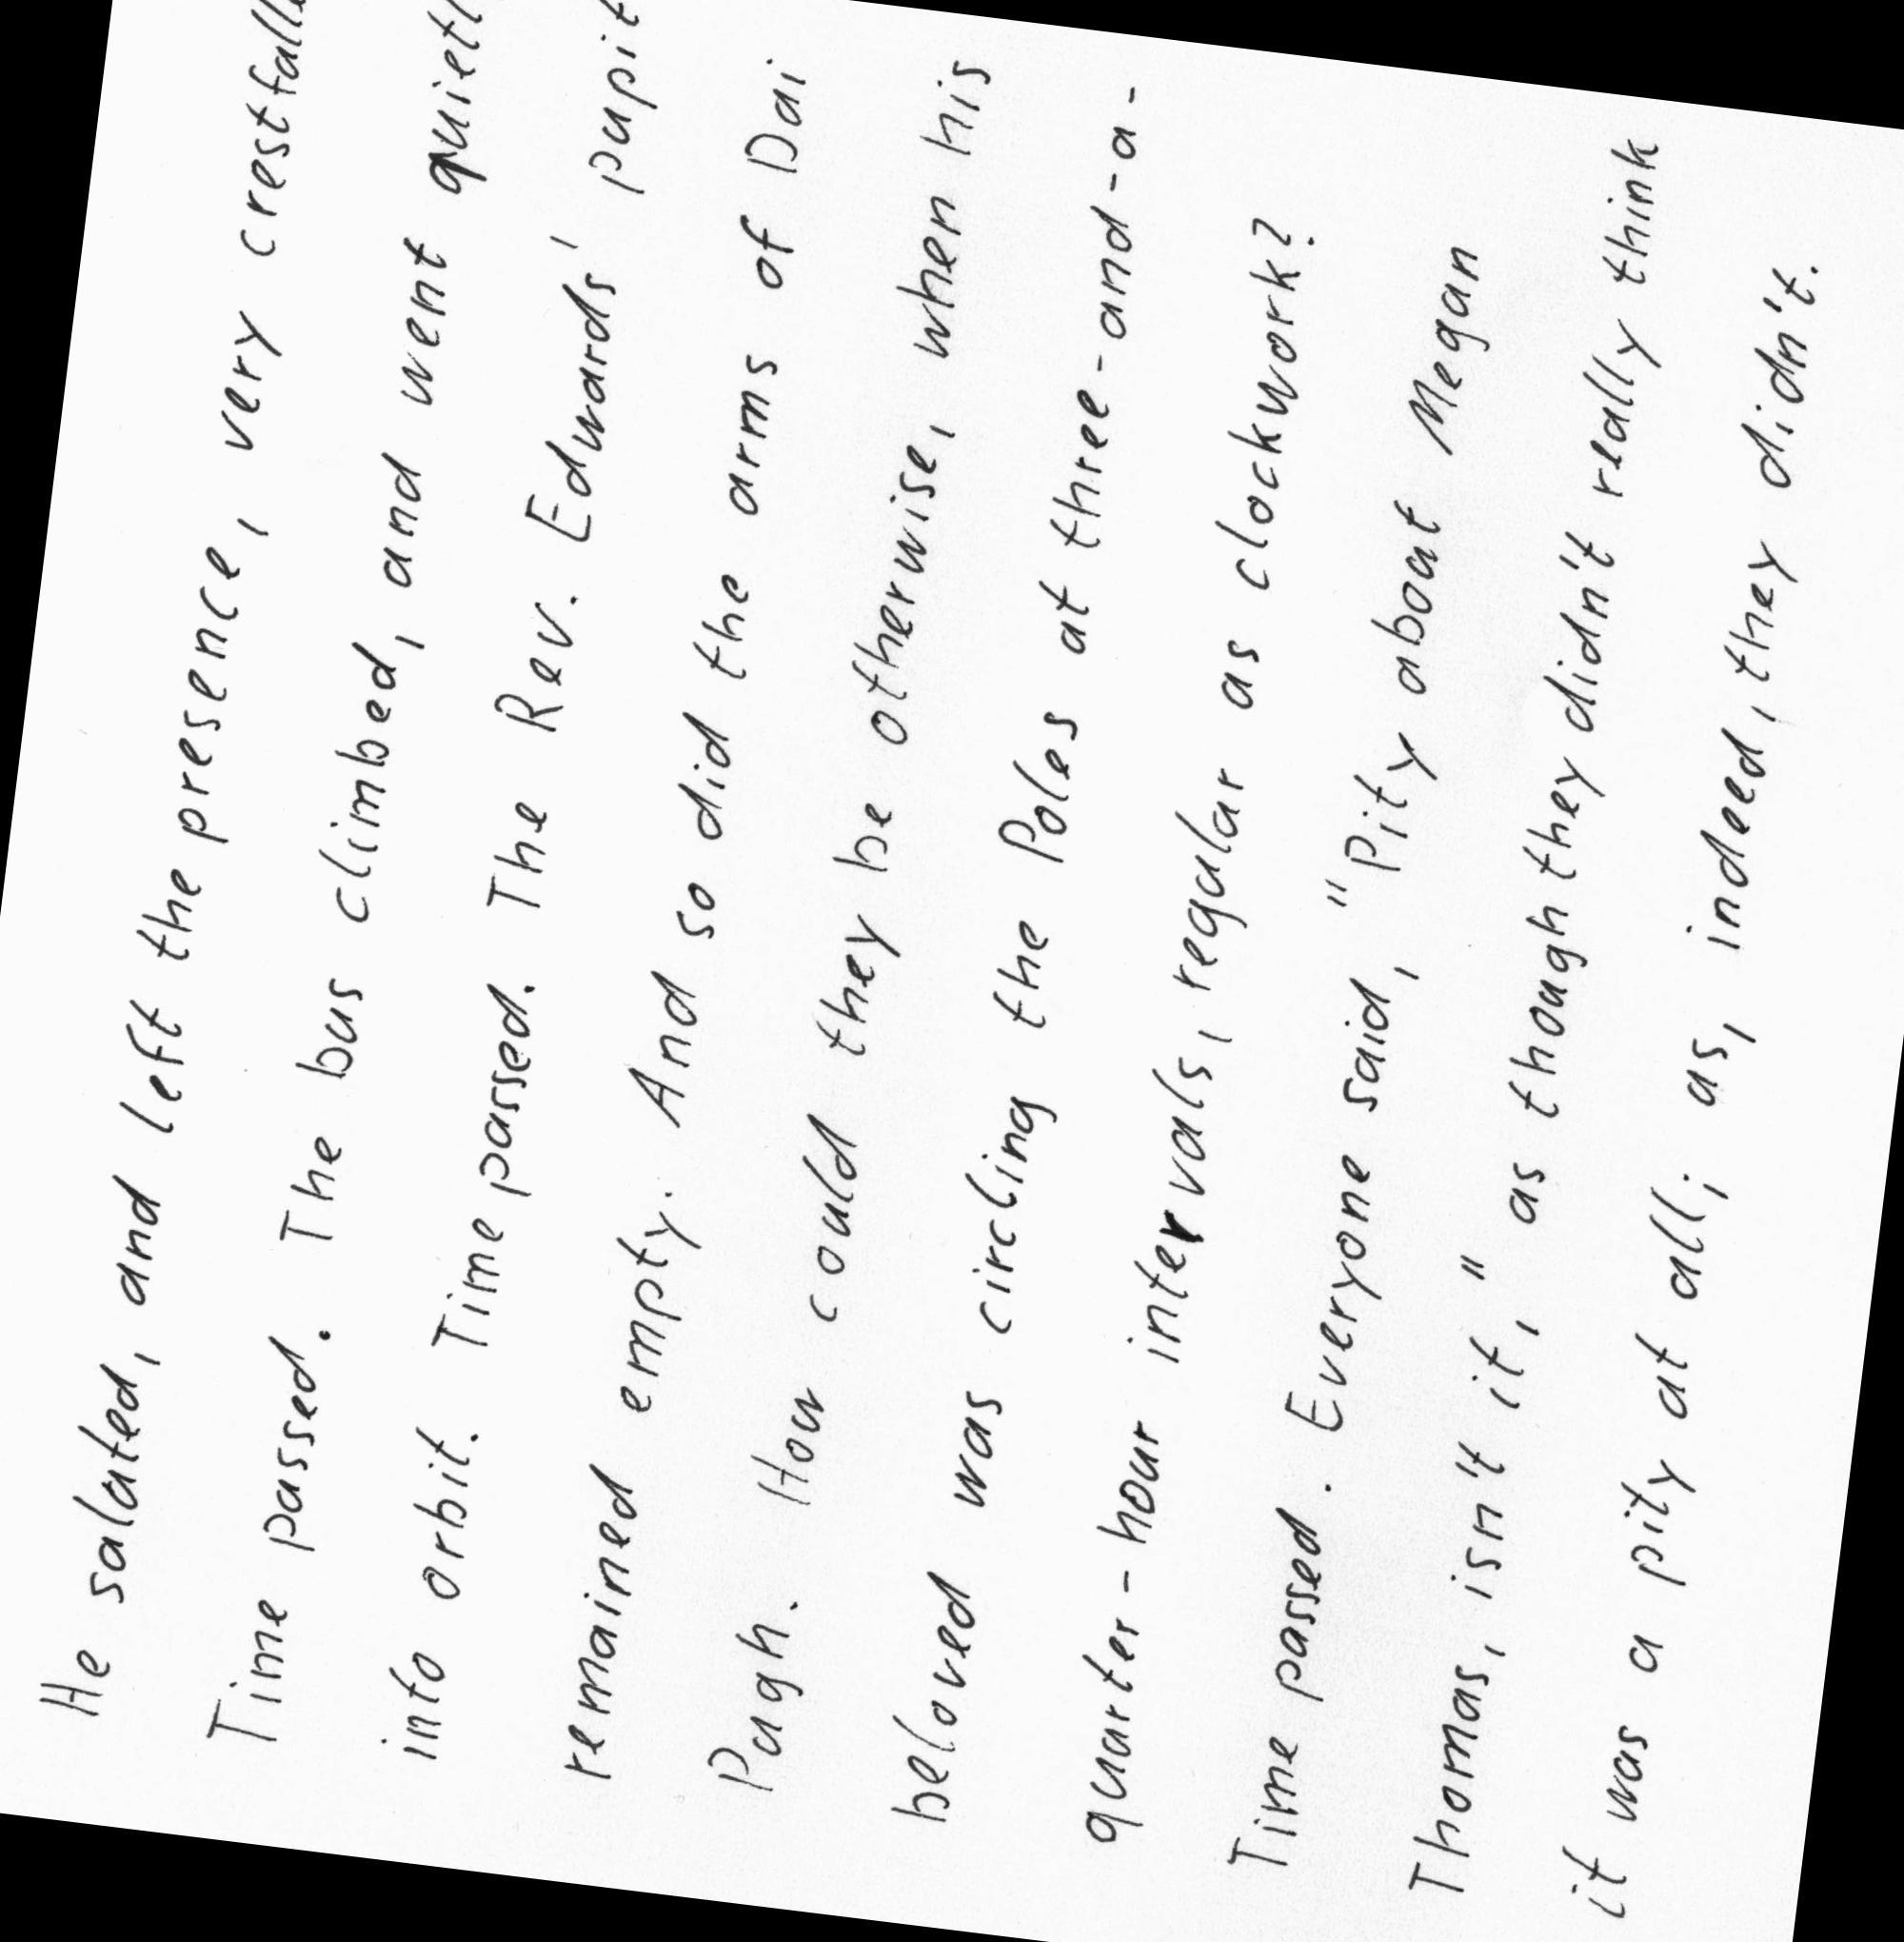 He saluted, and left the presence, very crestfalle
Time passed. The bus climbed, and went quietl
into orbit. Time passed. The Rev. Edwards' pupit
remained empty. And so did the arms of Dai
Pugh. How could they be otherwise, when his
beloved was circling the Poles at three-and-a-
quarter-hour intervals, regular as clockwork?
Time passed. Everyone said, "Pity about Megan
Thomas, isn't it," as though they didn't really think
it was a pity at all; as, indeed, they didn't.